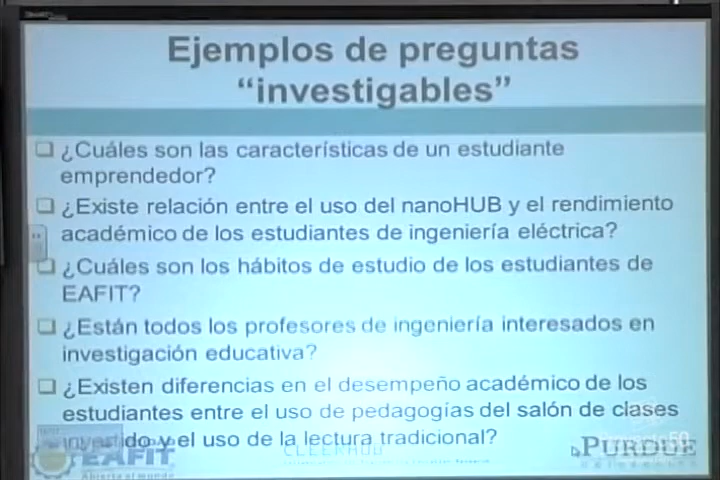 Ejemplos de preguntas
“investigables”
¿Cuáles son las características de un estudiante
emprendedor?
¿Existe relación entre el uso del nanoHUB y el rendimiento
académico de los estudiantes de ingeniería eléctrica?
¿Cuáles son los hábitos de estudio de los estudiantes de
EAFIT?
¿Están todos los profesores de ingeniería interesados en
investigación educativa?
¿Existen diferencias en el desempeño académico de los
estudiantes entre el uso de pedagogías del salón de clases
invertido y el uso de la lectura tradicional?
EAFIT
Abierta al mundo
CLEERHUB
PURDUE
UNIVERSITY